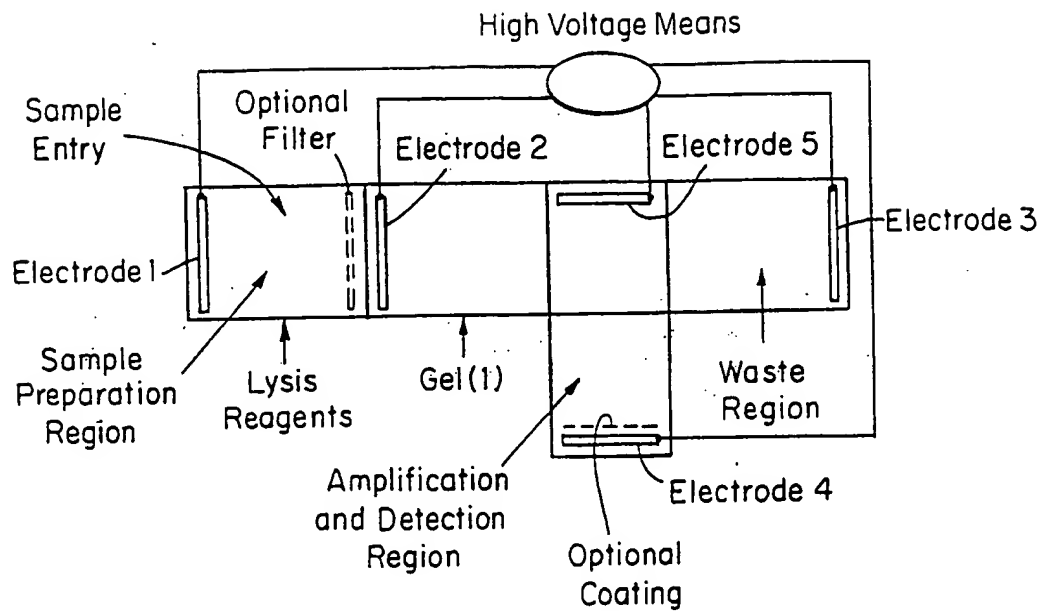 High Voltage Means
Sample
Entry
Optional
Filter
Electrode 2
Electrode 5
Electrode 3
Electrode 1
Sample
Preparation
Region
Lysis
Reagents
Gel (1)
Waste
Region
Amplification
and Detection
Region
Electrode 4
Optional
Coating